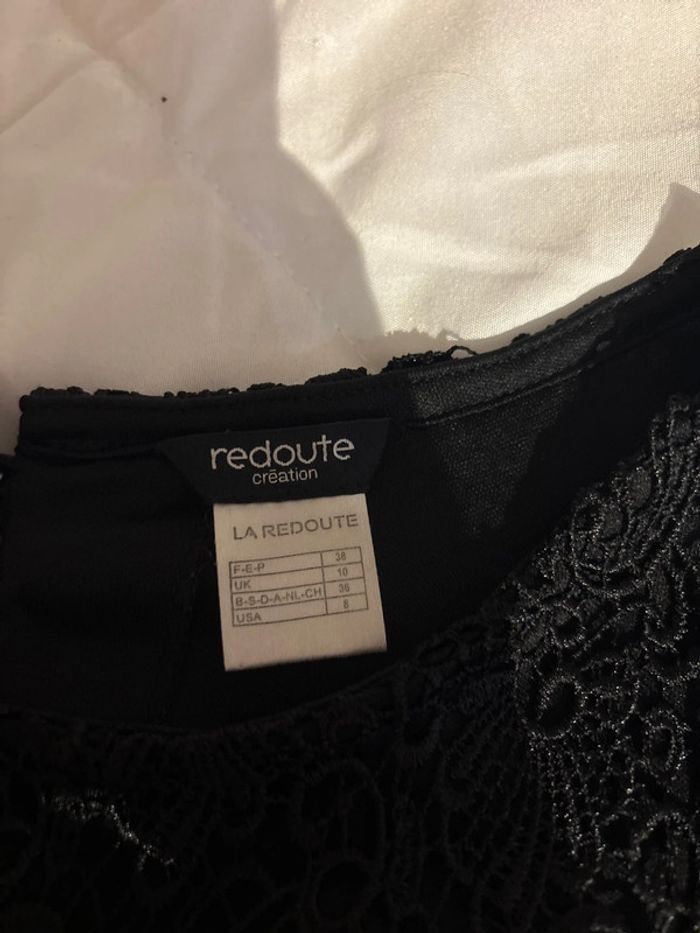 redoute
création
LA REDOUTE
F-E-P 38
UK 10
B-S-D-A-NL-CH 36
USA 8